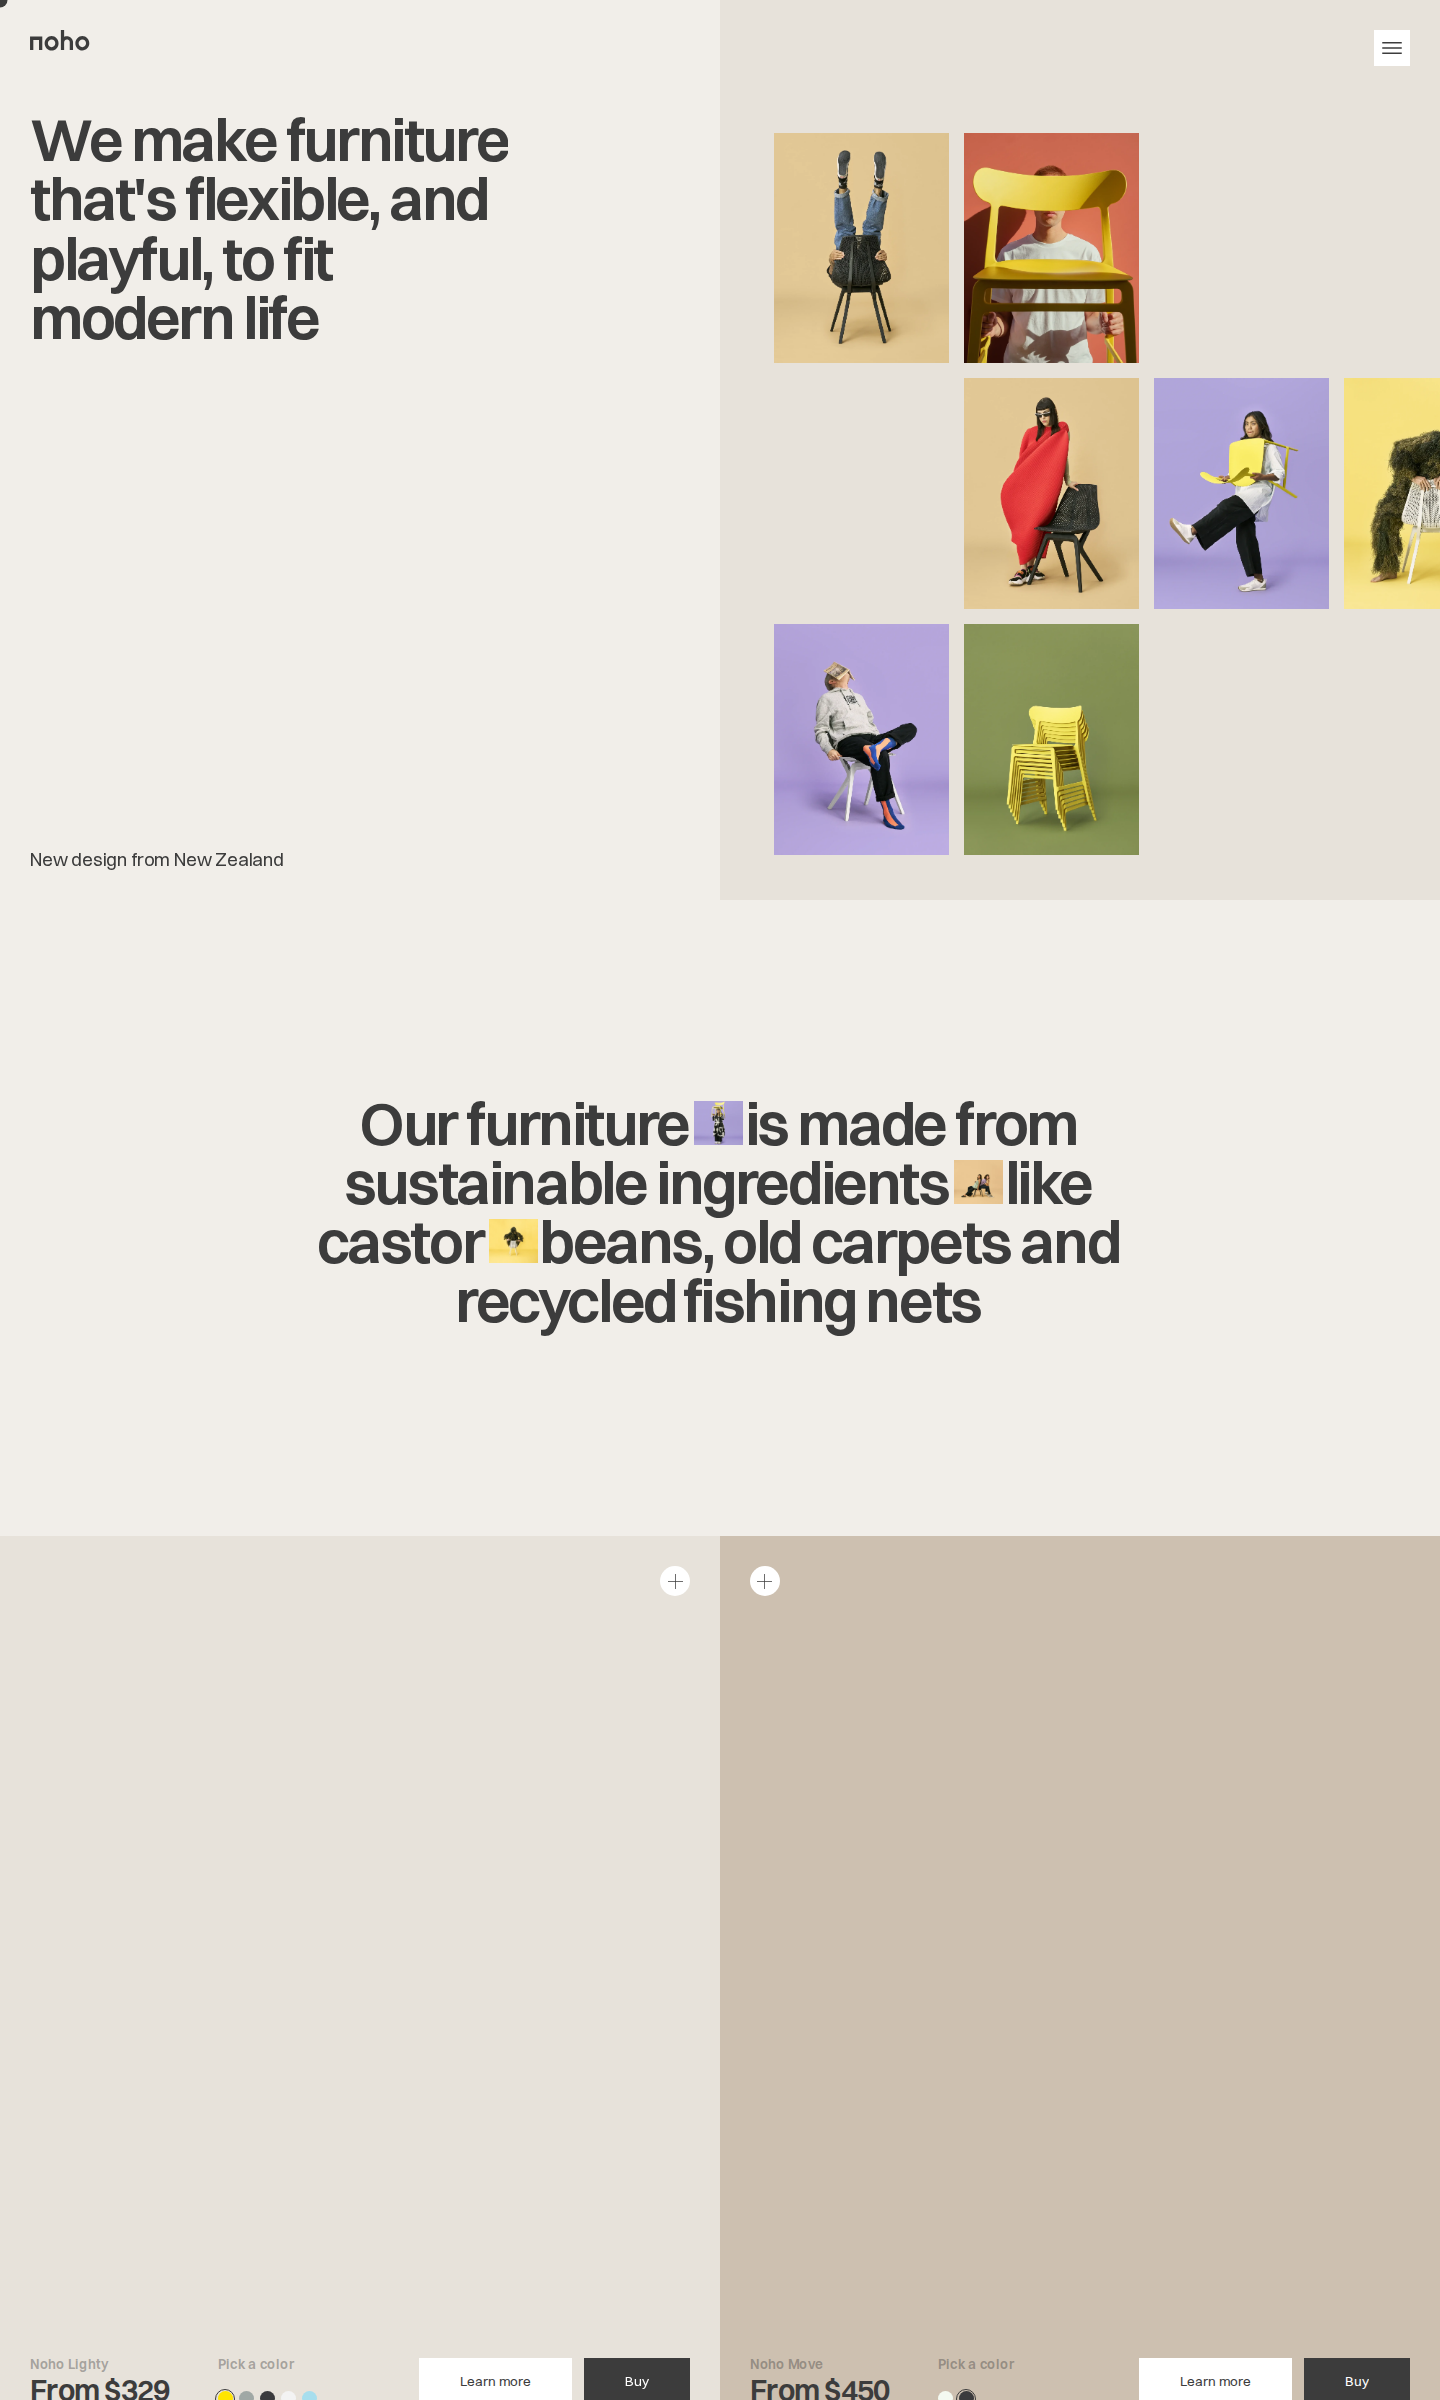 noho
We make furniture
that's flexible, and
playful, to fit
modern life
New design from New Zealand
Our furniture is made from
sustainable ingredients like
castor beans, old carpets and
recycled fishing nets
Noho Lighty
From $329
Pick a color
Learn more
Buy
Noho Move
From $450
Pick a color
Learn more
Buy